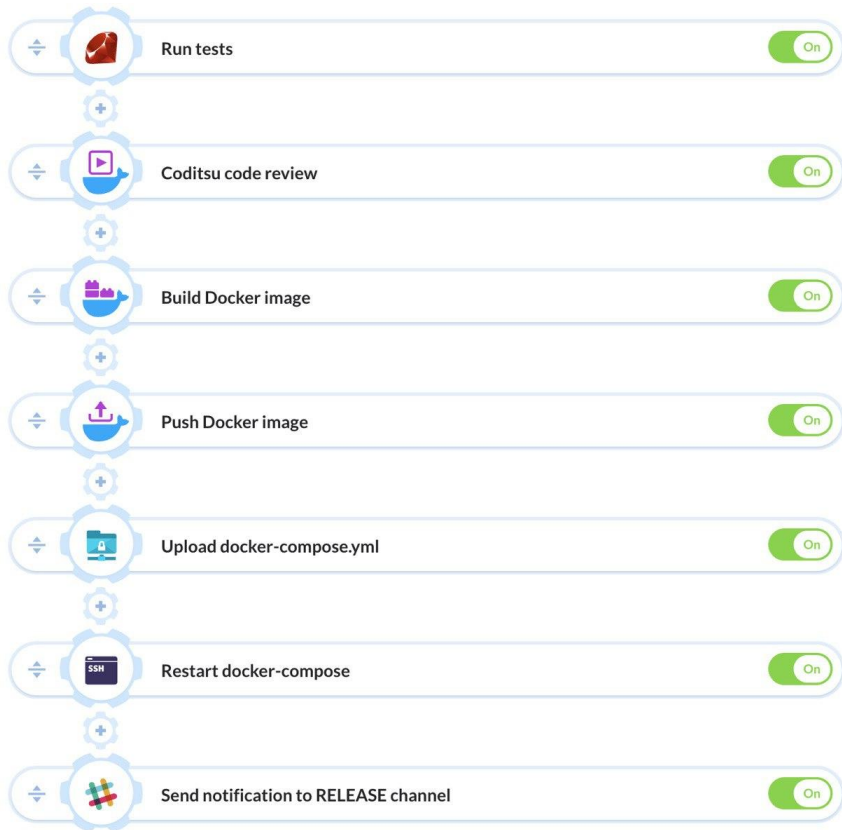 Run tests
On
Coditsu code review
On
Build Docker image
On
Push Docker image
On
Upload docker-compose.yml
On
SSH
Restart docker-compose
On
Send notification to RELEASE channel
On